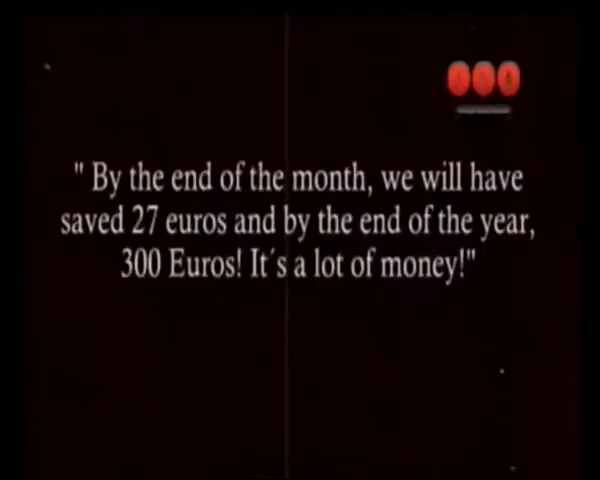 " By the end of the month, we will have
saved 27 euros and by the end of the year,
300 Euros! It´s a lot of money!"